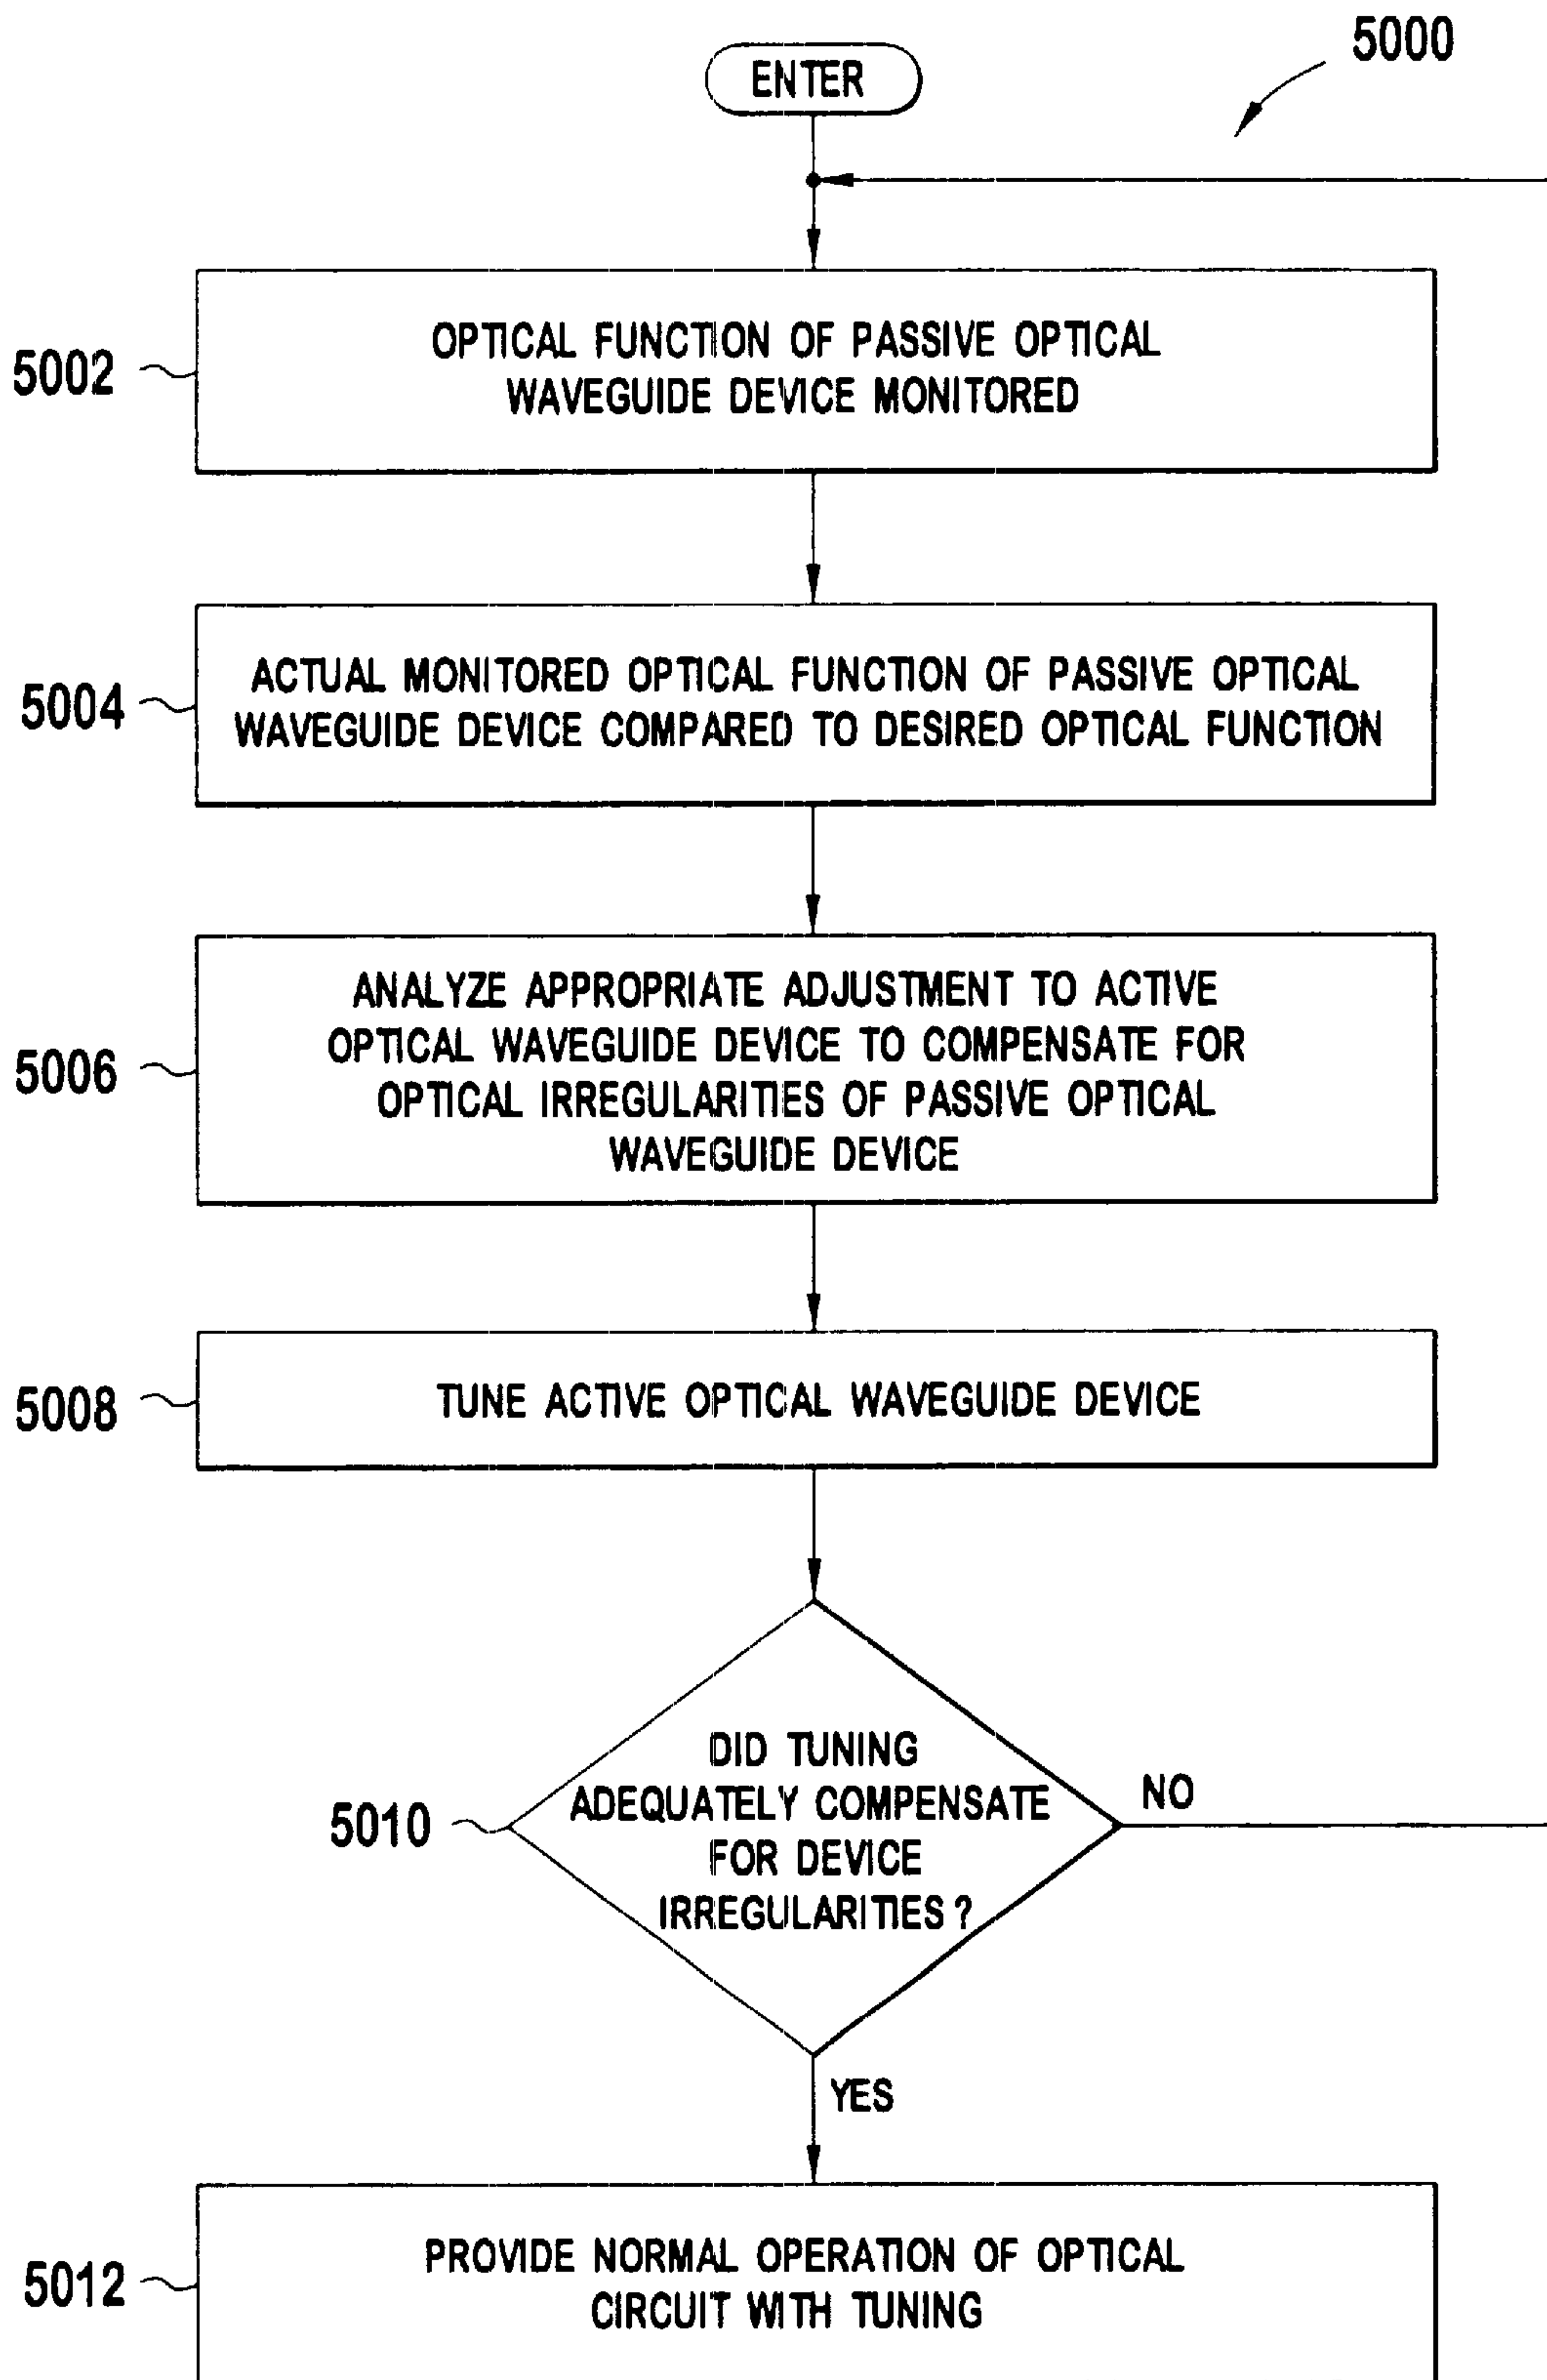 5000
ENTER
5002
OPTICAL FUNCTION OF PASSIVE OPTICAL
WAVEGUIDE DEVICE MONITORED
5004
ACTUAL MONITORED OPTICAL FUNCTION OF PASSIVE OPTICAL
WAVEGUIDE DEVICE COMPARED TO DESIRED OPTICAL FUNCTION
5006
ANALYZE APPROPRIATE ADJUSTMENT TO ACTIVE
OPTICAL WAVEGUIDE DEVICE TO COMPENSATE FOR
OPTICAL IRREGULARITIES OF PASSIVE OPTICAL
WAVEGUIDE DEVICE
5008
TUNE ACTIVE OPTICAL WAVEGUIDE DEVICE
5010
DID TUNING
ADEQUATELY COMPENSATE
FOR DEVICE
IRREGULARITIES?
NO
YES
5012
PROVIDE NORMAL OPERATION OF OPTICAL
CIRCUIT WITH TUNING